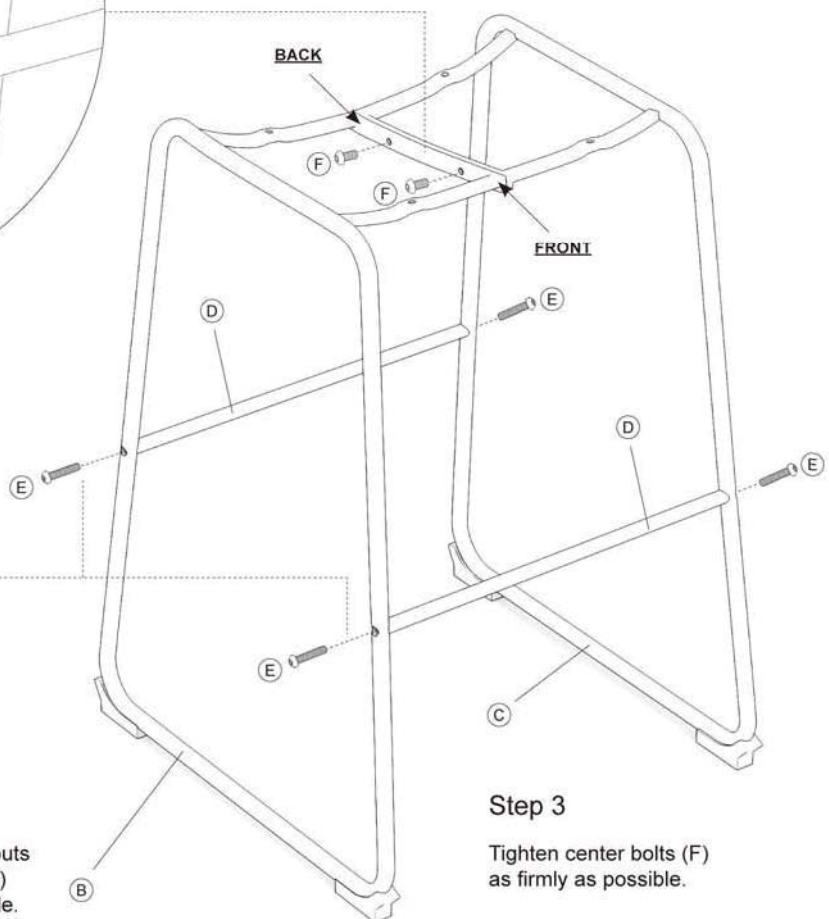 BACK
F
F
FRONT
E
D
D
E
E
E
C
B
Step 3
Tighten center bolts (F)
as firmly as possible.
)